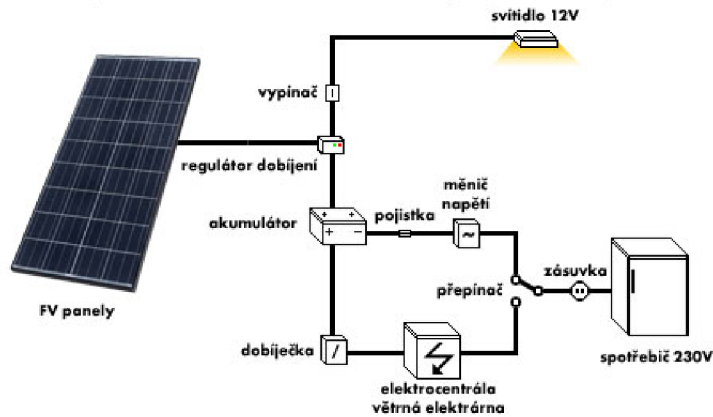 svítidlo 12V
vypínač
regulátor dobíjení
měnič
napětí
akumulátor
pojistka
zásuvka
přepínač
FV panely
dobíječka
spotřebič 230V
elektrocentrála
větrná elektrárna